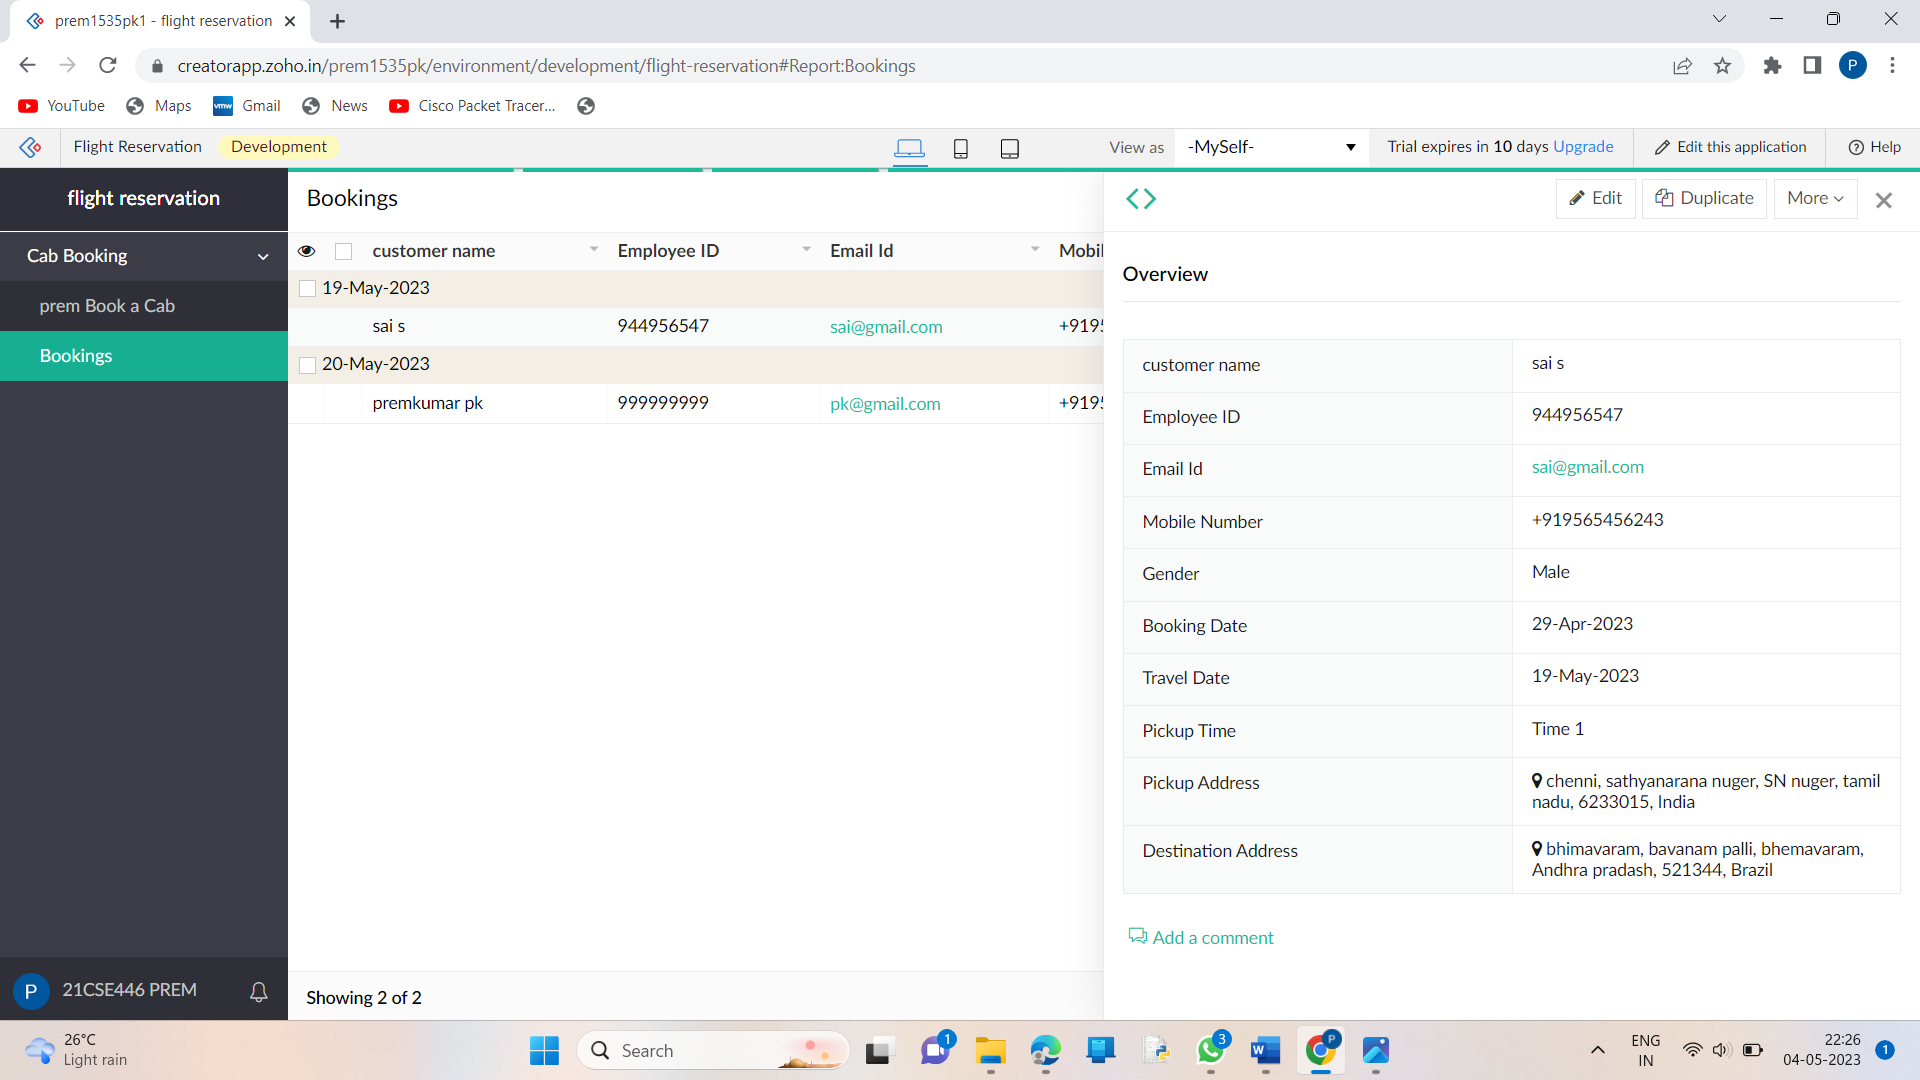 prem1535pk1 - flight reservation
creatorapp.zoho.in/prem1535pk/environment/development/flight-reservation#Report:Bookings
P
YouTube Maps vmw Gmail News Cisco Packet Tracer...
Flight Reservation Development View as -MySelf- Trial expires in 10 days Upgrade Edit this application Help
flight reservation
Cab Booking
prem Book a Cab
Bookings
P 21CSE446 PREM
Bookings
customer name Employee ID Email Id Mobil
19-May-2023
sai s 944956547 sai@gmail.com +919
20-May-2023
premkumar pk 999999999 pk@gmail.com +919
Showing 2 of 2
Edit Duplicate More
Overview
customer name sai s
Employee ID 944956547
Email Id sai@gmail.com
Mobile Number +919565456243
Gender Male
Booking Date 29-Apr-2023
Travel Date 19-May-2023
Pickup Time Time 1
Pickup Address chenni, sathyanarana nuger, SN nuger, tamil
nadu, 6233015, India
Destination Address bhimavaram, bavanam palli, bhemavaram,
Andhra pradash, 521344, Brazil
Add a comment
26°C
Light rain
Search
1
3
W
P
ENG
IN
22:26
04-05-2023
1